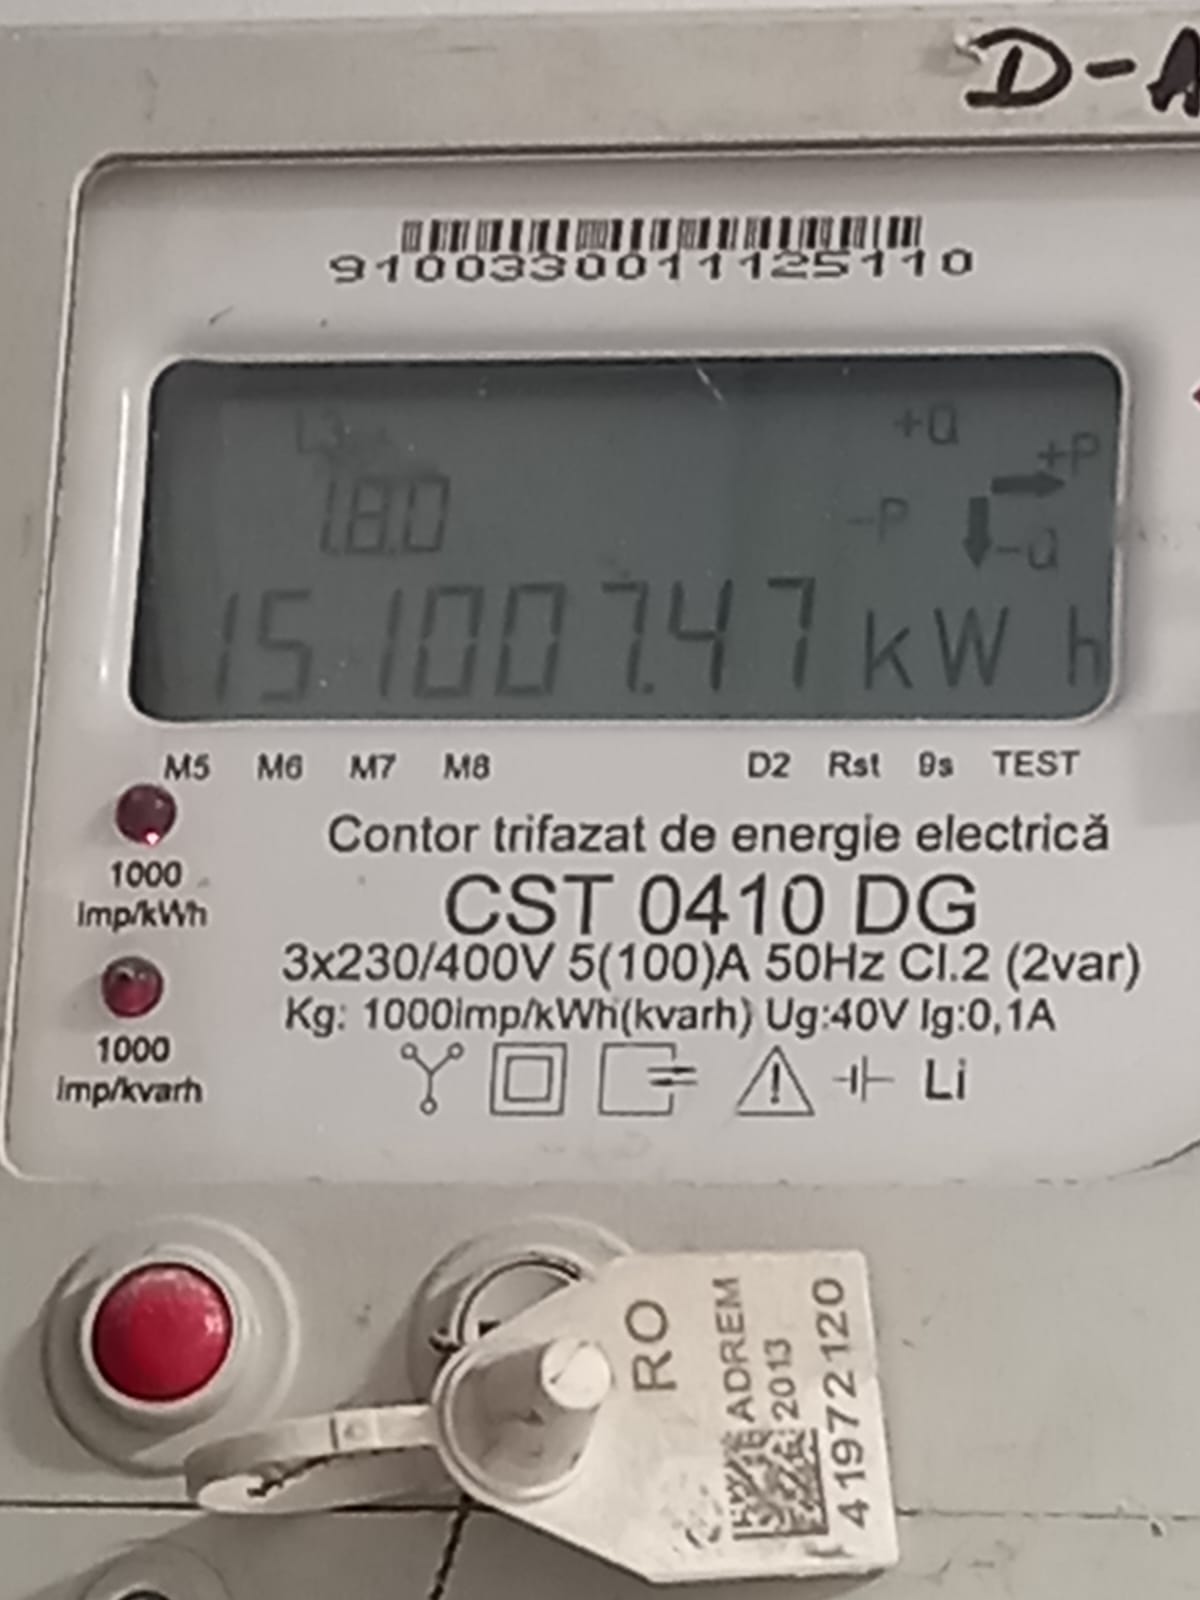 D-A
9100330011125110
L3
+Q
+P
1.8.0
-P
-Q
151007.47 kWh
M5 M6 M7 M8 D2 Rst 9s TEST
Contor trifazat de energie electrică
1000
imp/kWh
CST 0410 DG
3x230/400V 5(100)A 50Hz Cl.2 (2var)
Kg: 1000imp/kWh(kvarh) Ug:40V Ig:0,1A
1000
imp/kvarh
Li
RO
ADREM
2013
41972120